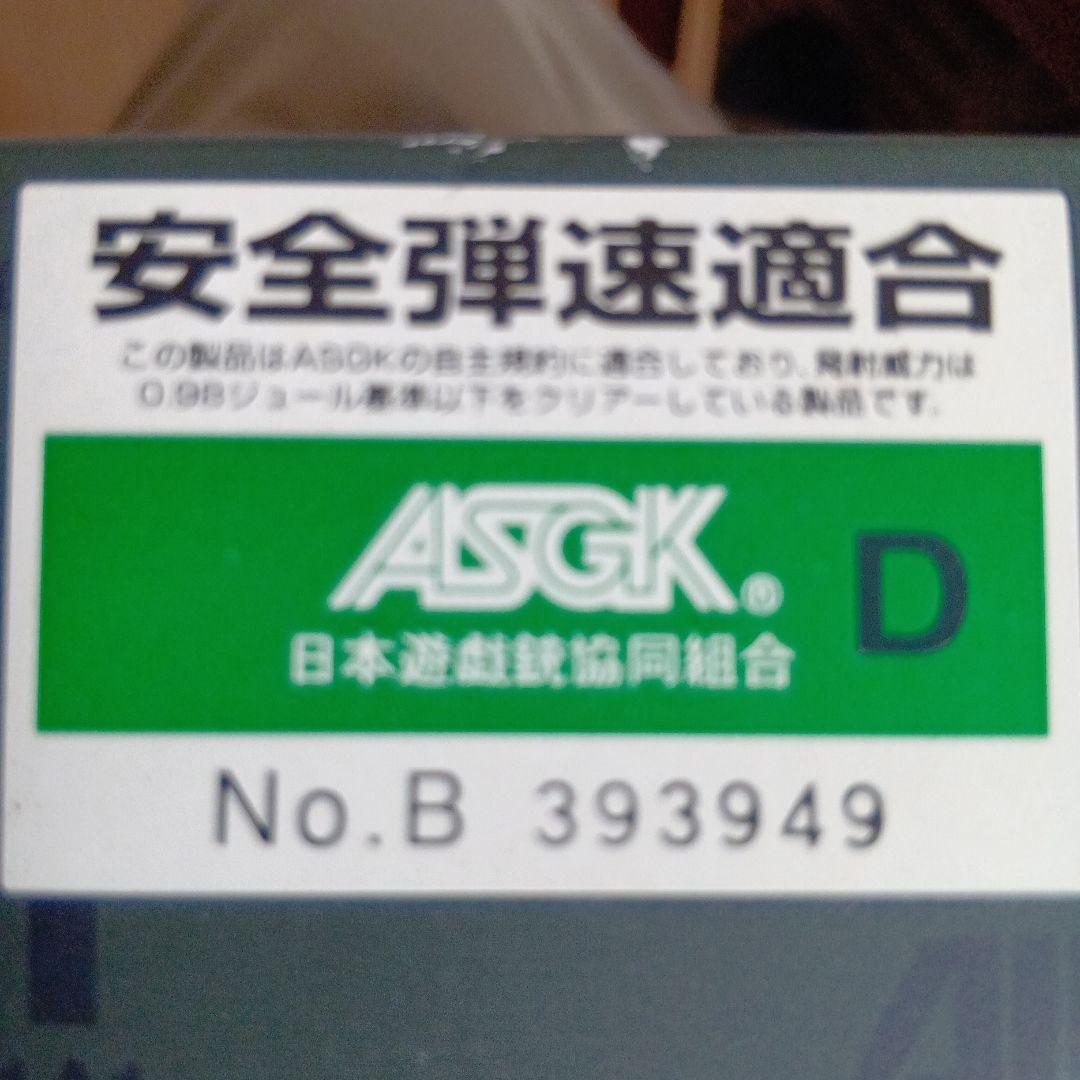 安全弾速適合
この製品はASGKの自主規約に適合しており、発射威力は
0.98ジュール基準以下をクリアーしている製品です。
ASGK®
D
日本遊戯銃協同組合
No.B 393949